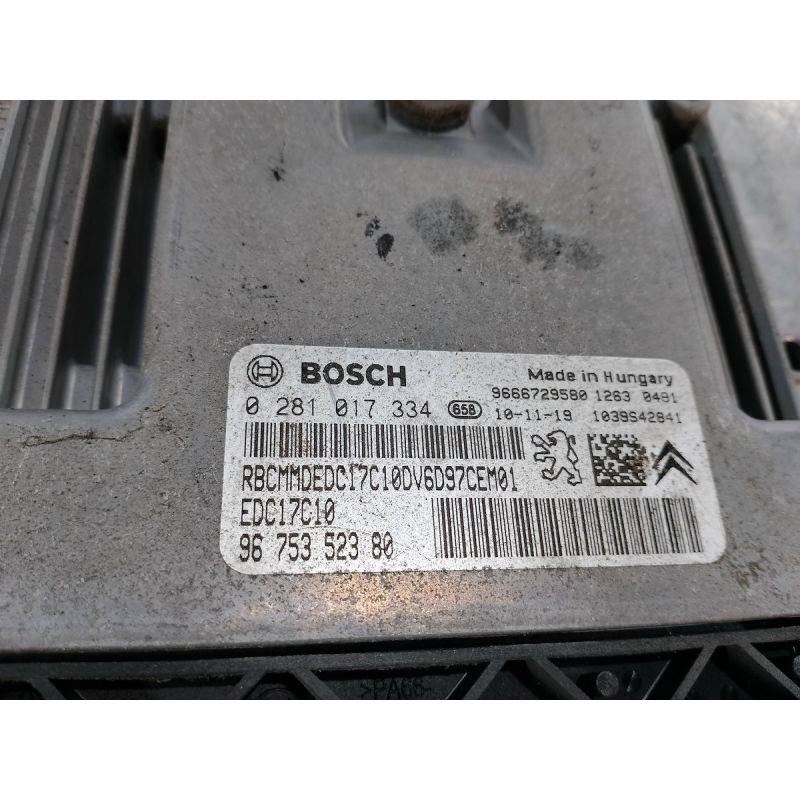 BOSCH
Made in Hungary
9666729580 1263 0491
0 281 017 334 658 10-11-19 1039S42841
RBCMMDEDC17C10DV6D97CEM01
EDC17C10
96 753 523 80
>PA66-